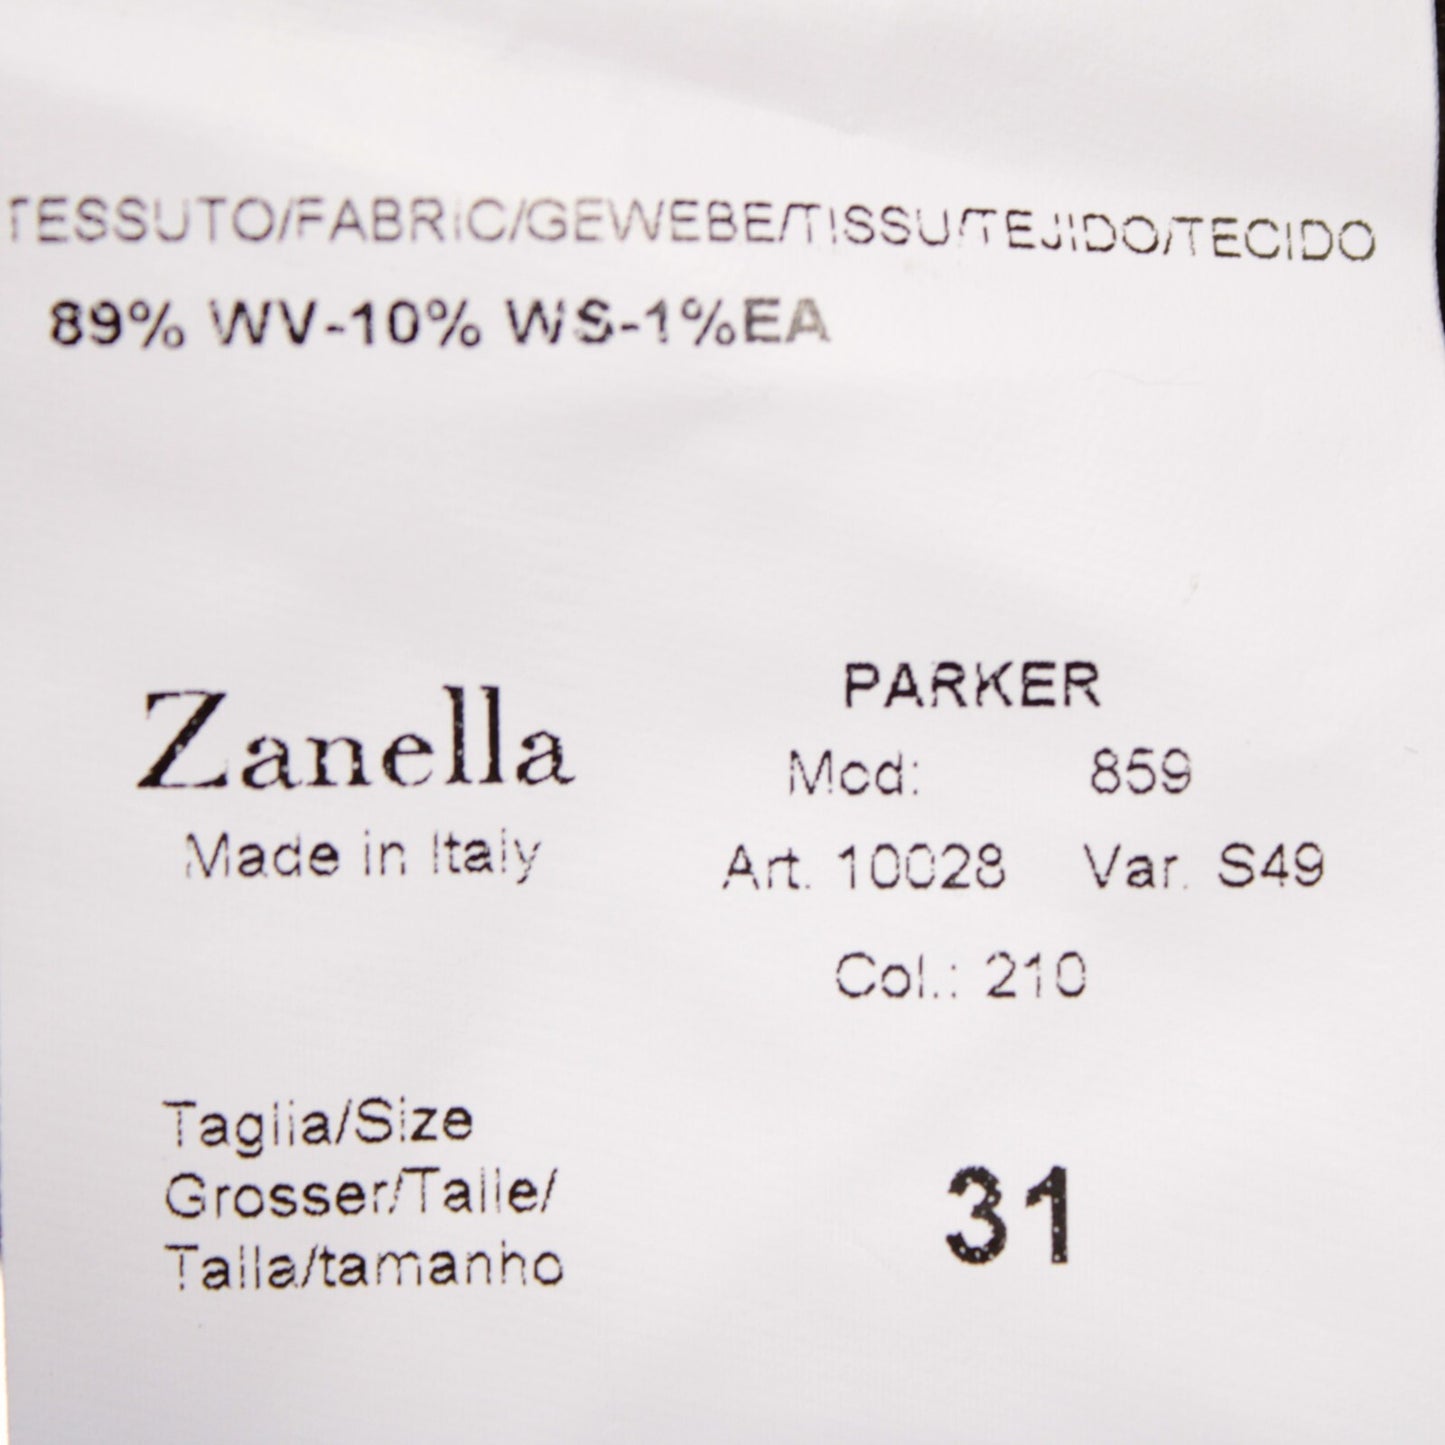 TESSUTO/FABRIC/GEWEBE/TISSU/TEJIDO/TECIDO
89% WV-10% WS-1%EA
Zanella
Made in Italy
PARKER
Mod: 859
Art. 10028 Var. S49
Col.: 210
Taglia/Size
Grosser/Taille/
Talla/tamanho
31